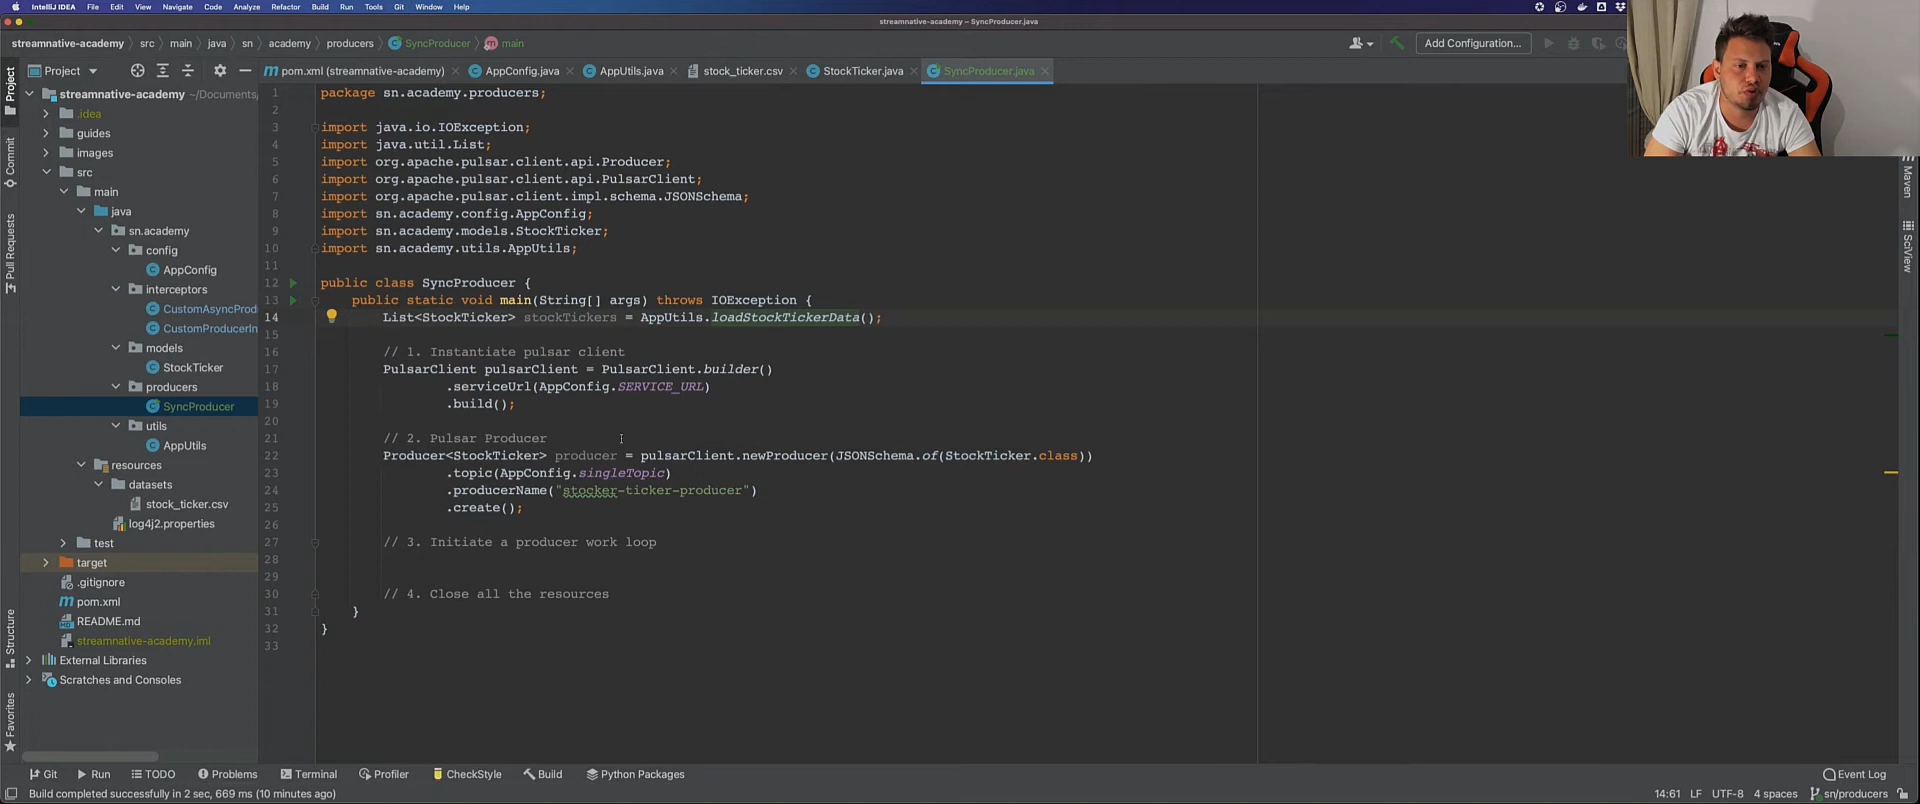 IntelliJ IDEA File Edit View Navigate Code Analyze Refactor Build Run Tools Git Window Help
streamnative-academy – SyncProducer.java
streamnative-academy src main java sn academy producers SyncProducer main
Add Configuration...
Project
pom.xml (streamnative-academy) AppConfig.java AppUtils.java stock_ticker.csv StockTicker.java SyncProducer.java
Project
Commit
Pull Requests
Structure
Favorites
streamnative-academy ~/Documents/
.idea
guides
images
src
main
java
sn.academy
config
AppConfig
interceptors
CustomAsyncProd
CustomProducerIn
models
StockTicker
producers
SyncProducer
utils
AppUtils
resources
datasets
stock_ticker.csv
log4j2.properties
test
target
.gitignore
pom.xml
README.md
streamnative-academy.iml
External Libraries
Scratches and Consoles
1 package sn.academy.producers;
2
3 import java.io.IOException;
4 import java.util.List;
5 import org.apache.pulsar.client.api.Producer;
6 import org.apache.pulsar.client.api.PulsarClient;
7 import org.apache.pulsar.client.impl.schema.JSONSchema;
8 import sn.academy.config.AppConfig;
9 import sn.academy.models.StockTicker;
10 import sn.academy.utils.AppUtils;
11
12 public class SyncProducer {
13 public static void main(String[] args) throws IOException {
14 List<StockTicker> stockTickers = AppUtils.loadStockTickerData();
15
16 // 1. Instantiate pulsar client
17 PulsarClient pulsarClient = PulsarClient.builder()
18 .serviceUrl(AppConfig.SERVICE_URL)
19 .build();
20
21 // 2. Pulsar Producer
22 Producer<StockTicker> producer = pulsarClient.newProducer(JSONSchema.of(StockTicker.class))
23 .topic(AppConfig.singleTopic)
24 .producerName("stocker-ticker-producer")
25 .create();
26
27 // 3. Initiate a producer work loop
28
29
30 // 4. Close all the resources
31 }
32 }
33
Maven
SciView
Git Run TODO Problems Terminal Profiler CheckStyle Build Python Packages Event Log
Build completed successfully in 2 sec, 669 ms (10 minutes ago) 14:61 LF UTF-8 4 spaces sn/producers